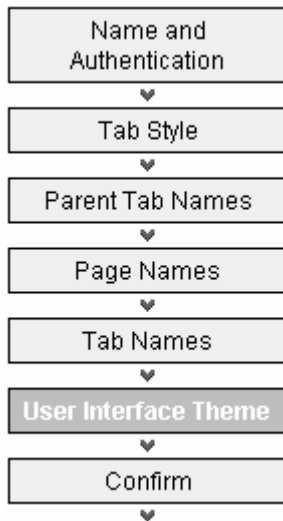 Name and
Authentication
Tab Style
Parent Tab Names
Page Names
Tab Names
User Interface Theme
Confirm